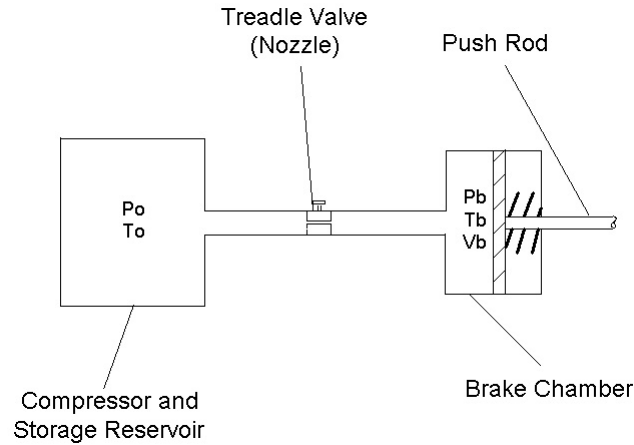 Treadle Valve
(Nozzle)
Push Rod
Po
To
Pb
Tb
Vb
Brake Chamber
Compressor and
Storage Reservoir